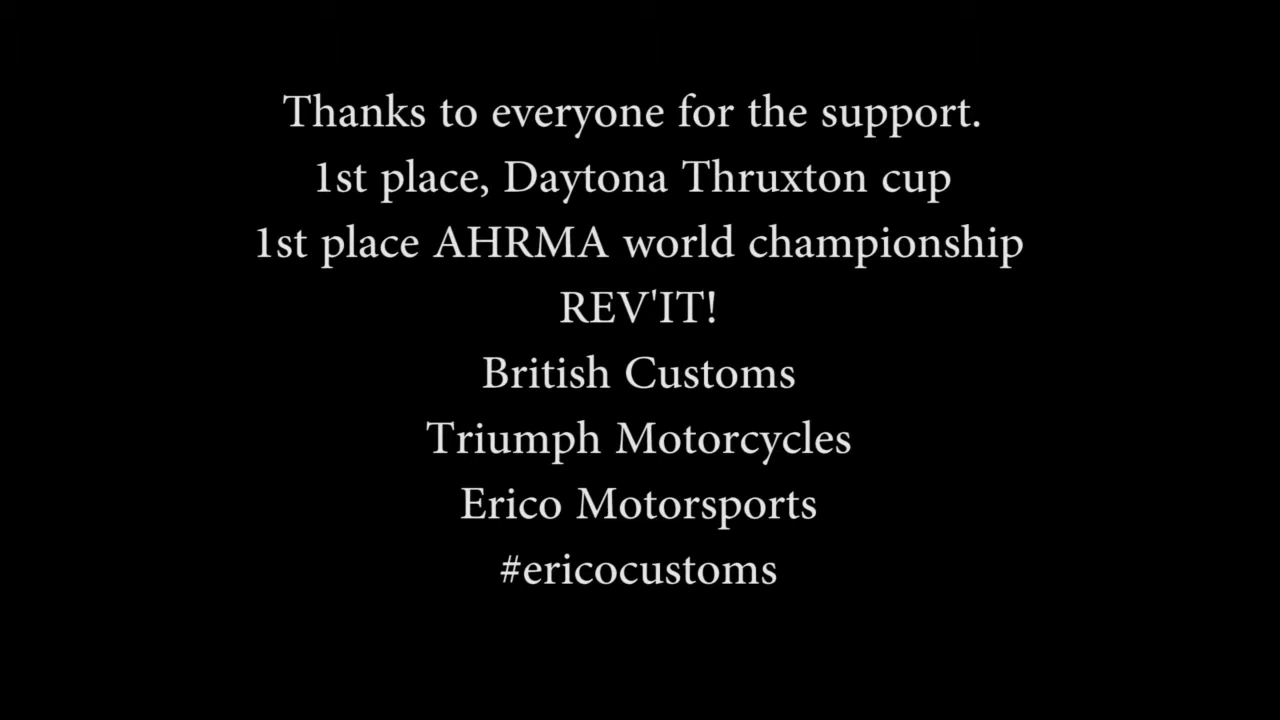 Thanks to everyone for the support.
1st place, Daytona Thruxton cup
1st place AHRMA world championship
REV'IT!
British Customs
Triumph Motorcycles
Erico Motorsports
#ericocustoms